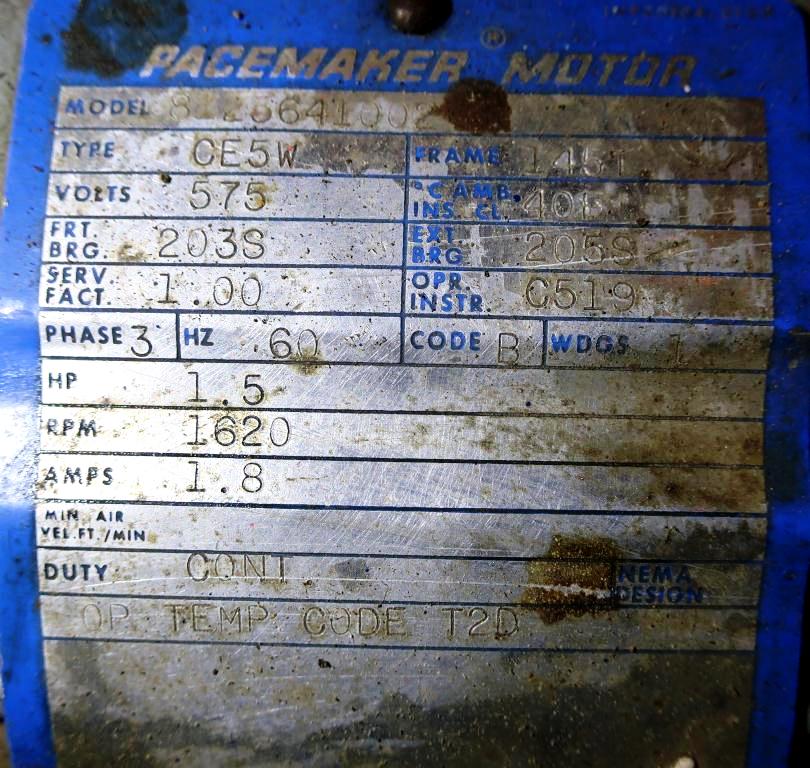 PACEMAKER® MOTOR
MODEL
TYPE CE5W FRAME 145T
VOLTS 575 °C AMB. INS. CL. 40
FRT. BRG. 203S EXT. BRG 205S
SERV. FACT. 1.00 OPR. INSTR. C519
PHASE 3 HZ 60 CODE B WDGS 1
HP 1.5
RPM 1620
AMPS 1.8
MIN. AIR VEL.FT./MIN
DUTY CONT NEMA DESIGN
OP TEMP CODE T2D